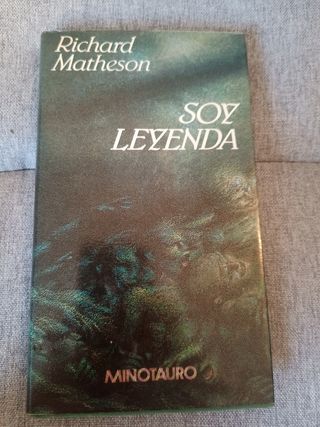 Richard
Matheson
SOY
LEYENDA
MINOTAURO